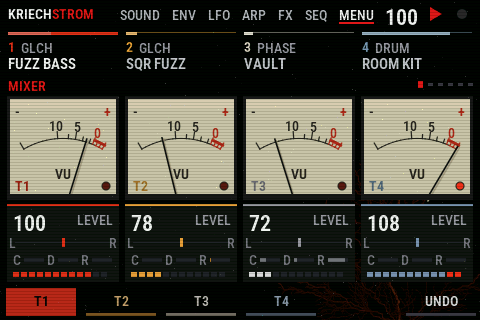 KRIECHSTROM SOUND ENV LFO ARP FX SEQ MENU 100
1 GLCH 2 GLCH 3 PHASE 4 DRUM
FUZZ BASS SQR FUZZ VAULT ROOM KIT
MIXER
- + - + - + - +
10 5 0 10 5 0 10 5 0 10 5 0
VU VU VU VU
T1 T2 T3 T4
100 LEVEL 78 LEVEL 72 LEVEL 108 LEVEL
L R L R L R L R
C D R C D R C D R C D R
T1 T2 T3 T4 UNDO